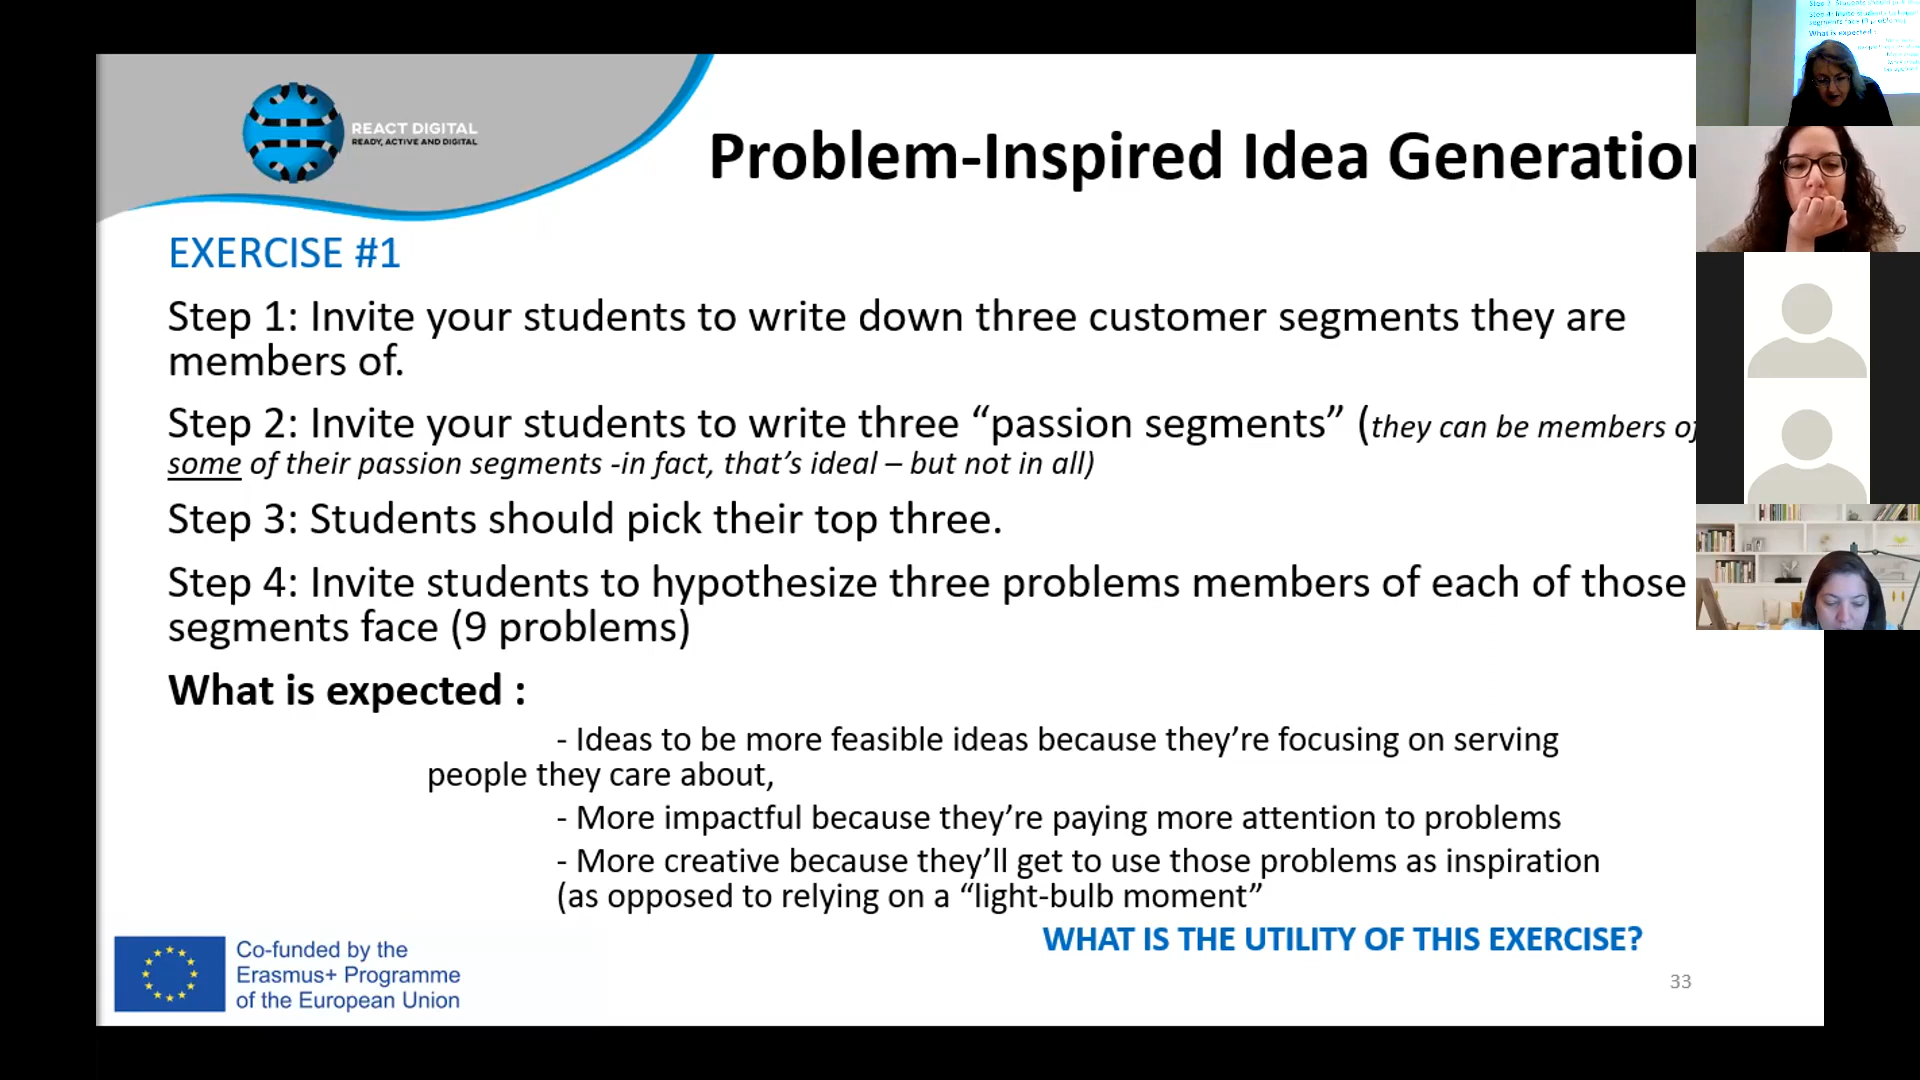 REACT DIGITAL
READY, ACTIVE AND DIGITAL
Problem-Inspired Idea Generation
EXERCISE #1
Step 1: Invite your students to write down three customer segments they are
members of.
Step 2: Invite your students to write three “passion segments” (they can be members of
some of their passion segments -in fact, that’s ideal – but not in all)
Step 3: Students should pick their top three.
Step 4: Invite students to hypothesize three problems members of each of those
segments face (9 problems)
What is expected :
- Ideas to be more feasible ideas because they’re focusing on serving
people they care about,
- More impactful because they’re paying more attention to problems
- More creative because they’ll get to use those problems as inspiration
(as opposed to relying on a “light-bulb moment”
WHAT IS THE UTILITY OF THIS EXERCISE?
Co-funded by the
Erasmus+ Programme
of the European Union
33
What is expected :